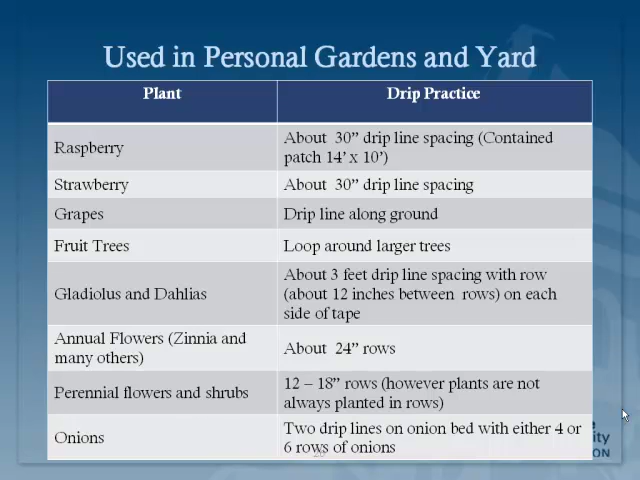 Used in Personal Gardens and Yard
Plant
Drip Practice
Raspberry
About 30” drip line spacing (Contained
patch 14’ x 10’)
Strawberry
About 30” drip line spacing
Grapes
Drip line along ground
Fruit Trees
Loop around larger trees
Gladiolus and Dahlias
About 3 feet drip line spacing with row
(about 12 inches between rows) on each
side of tape
Annual Flowers (Zinnia and
many others)
About 24” rows
Perennial flowers and shrubs
12 – 18” rows (however plants are not
always planted in rows)
Onions
Two drip lines on onion bed with either 4 or
6 rows of onions